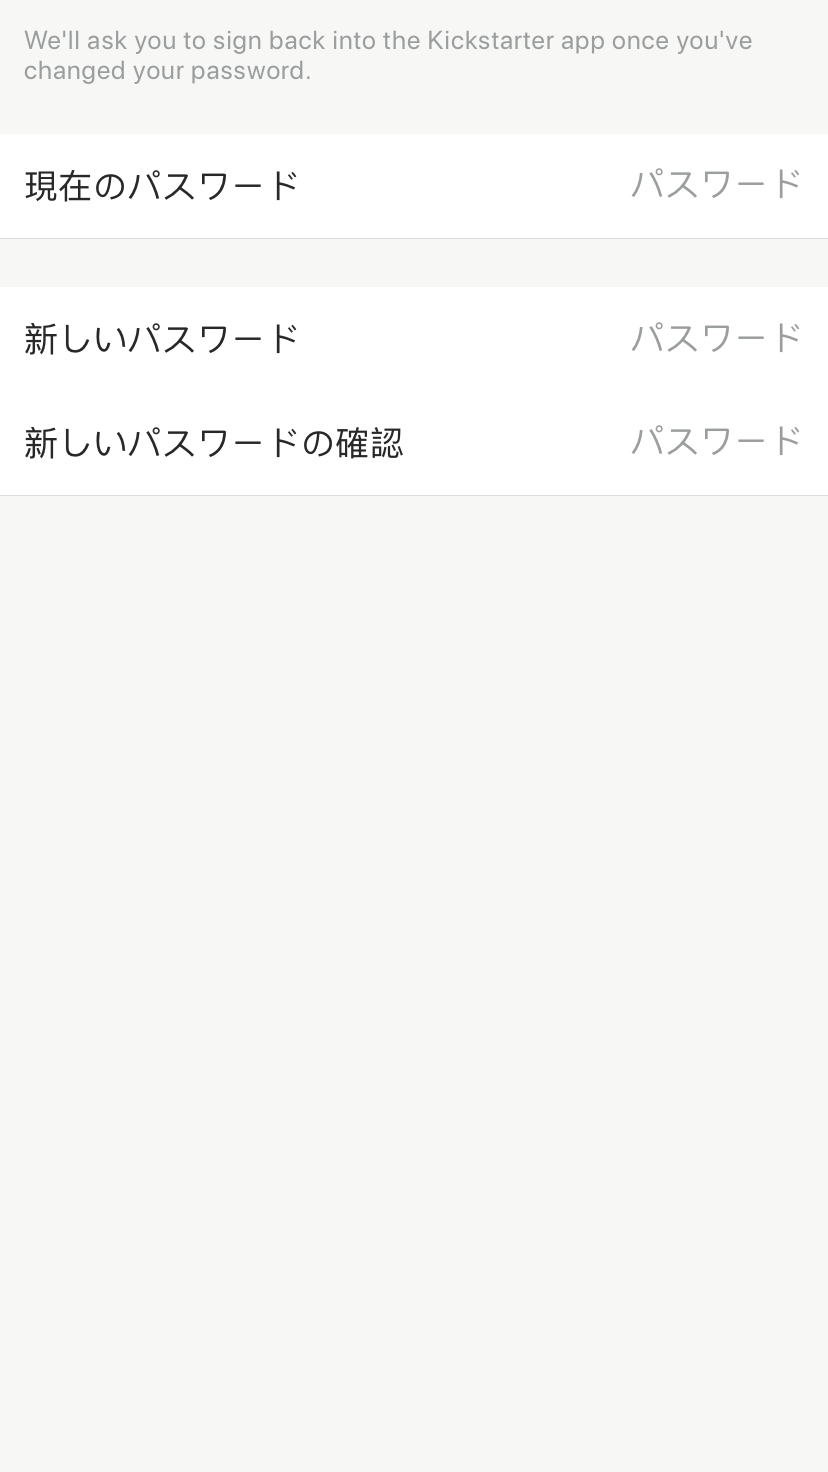 We'll ask you to sign back into the Kickstarter app once you've
changed your password.
現在のパスワード パスワード
新しいパスワード パスワード
新しいパスワードの確認 パスワード